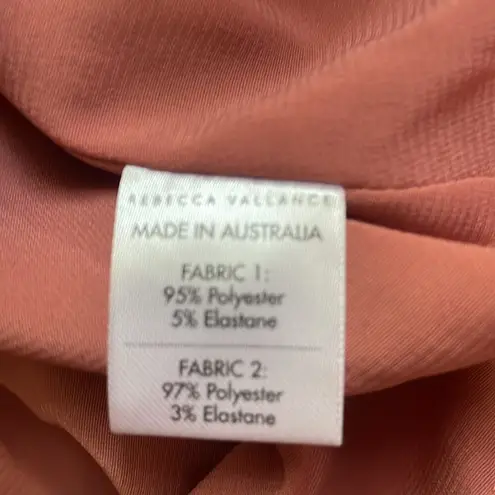 REBECCA VALLANCE
MADE IN AUSTRALIA
FABRIC 1:
95% Polyester
5% Elastane
FABRIC 2:
97% Polyester
3% Elastane